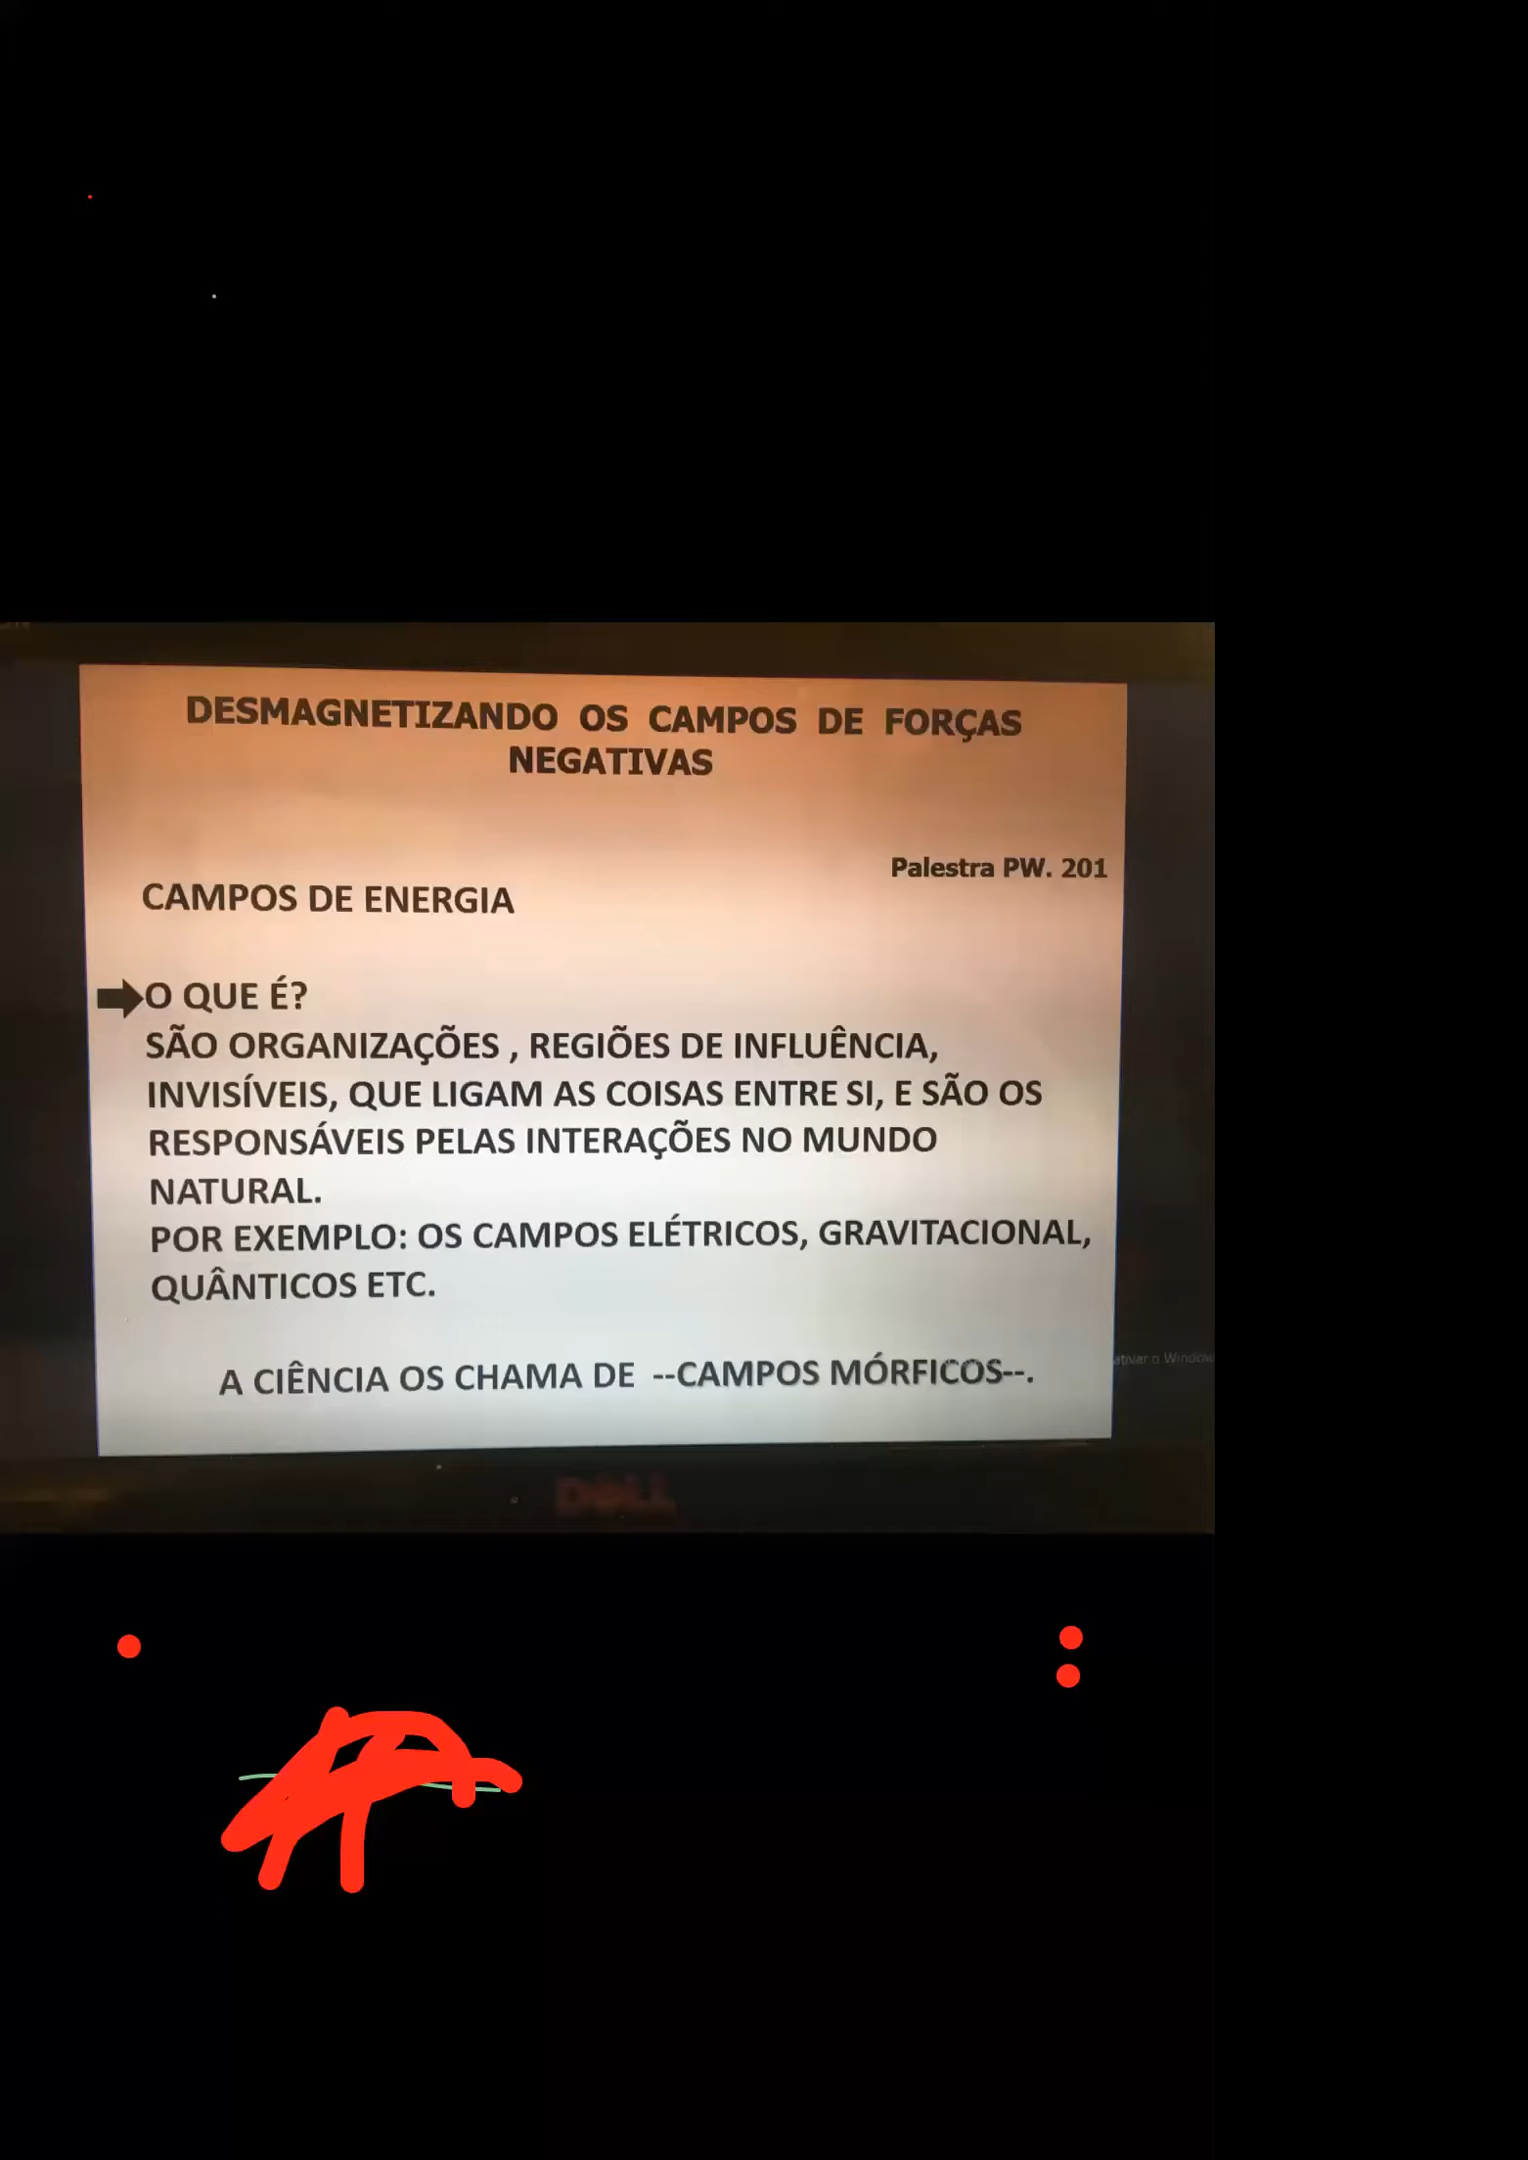 DESMAGNETIZANDO OS CAMPOS DE FORÇAS
NEGATIVAS
Palestra PW. 201
CAMPOS DE ENERGIA
O QUE É?
SÃO ORGANIZAÇÕES , REGIÕES DE INFLUÊNCIA,
INVISÍVEIS, QUE LIGAM AS COISAS ENTRE SI, E SÃO OS
RESPONSÁVEIS PELAS INTERAÇÕES NO MUNDO
NATURAL.
POR EXEMPLO: OS CAMPOS ELÉTRICOS, GRAVITACIONAL,
QUÂNTICOS ETC.
A CIÊNCIA OS CHAMA DE --CAMPOS MÓRFICOS--.
DELL